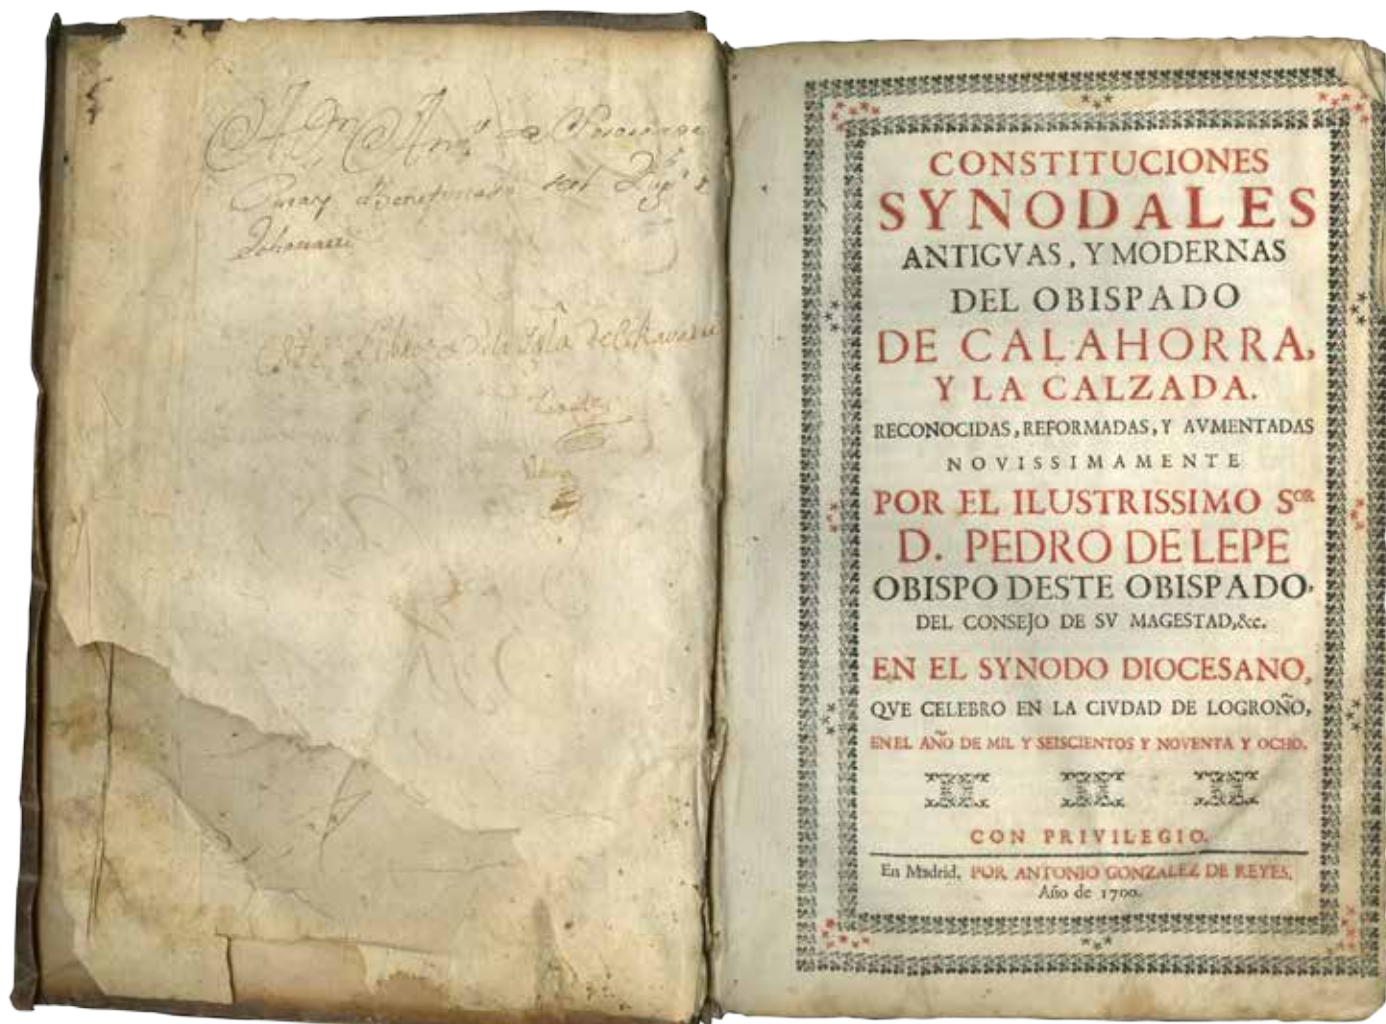 CONSTITUCIONES
SYNODALES
ANTIGVAS, Y MODERNAS
DEL OBISPADO
DE CALAHORRA,
Y LA CALZADA.
RECONOCIDAS, REFORMADAS, Y AVMENTADAS
NOVISSIMAMENTE
POR EL ILUSTRISSIMO Sᴼᴿ
D. PEDRO DE LEPE
OBISPO DESTE OBISPADO,
DEL CONSEJO DE SV MAGESTAD, &c.
EN EL SYNODO DIOCESANO,
QVE CELEBRO EN LA CIVDAD DE LOGROÑO,
EN EL AÑO DE MIL Y SEISCIENTOS Y NOVENTA Y OCHO.
CON PRIVILEGIO.
En Madrid. POR ANTONIO GONZALEZ DE REYES.
Año de 1700.